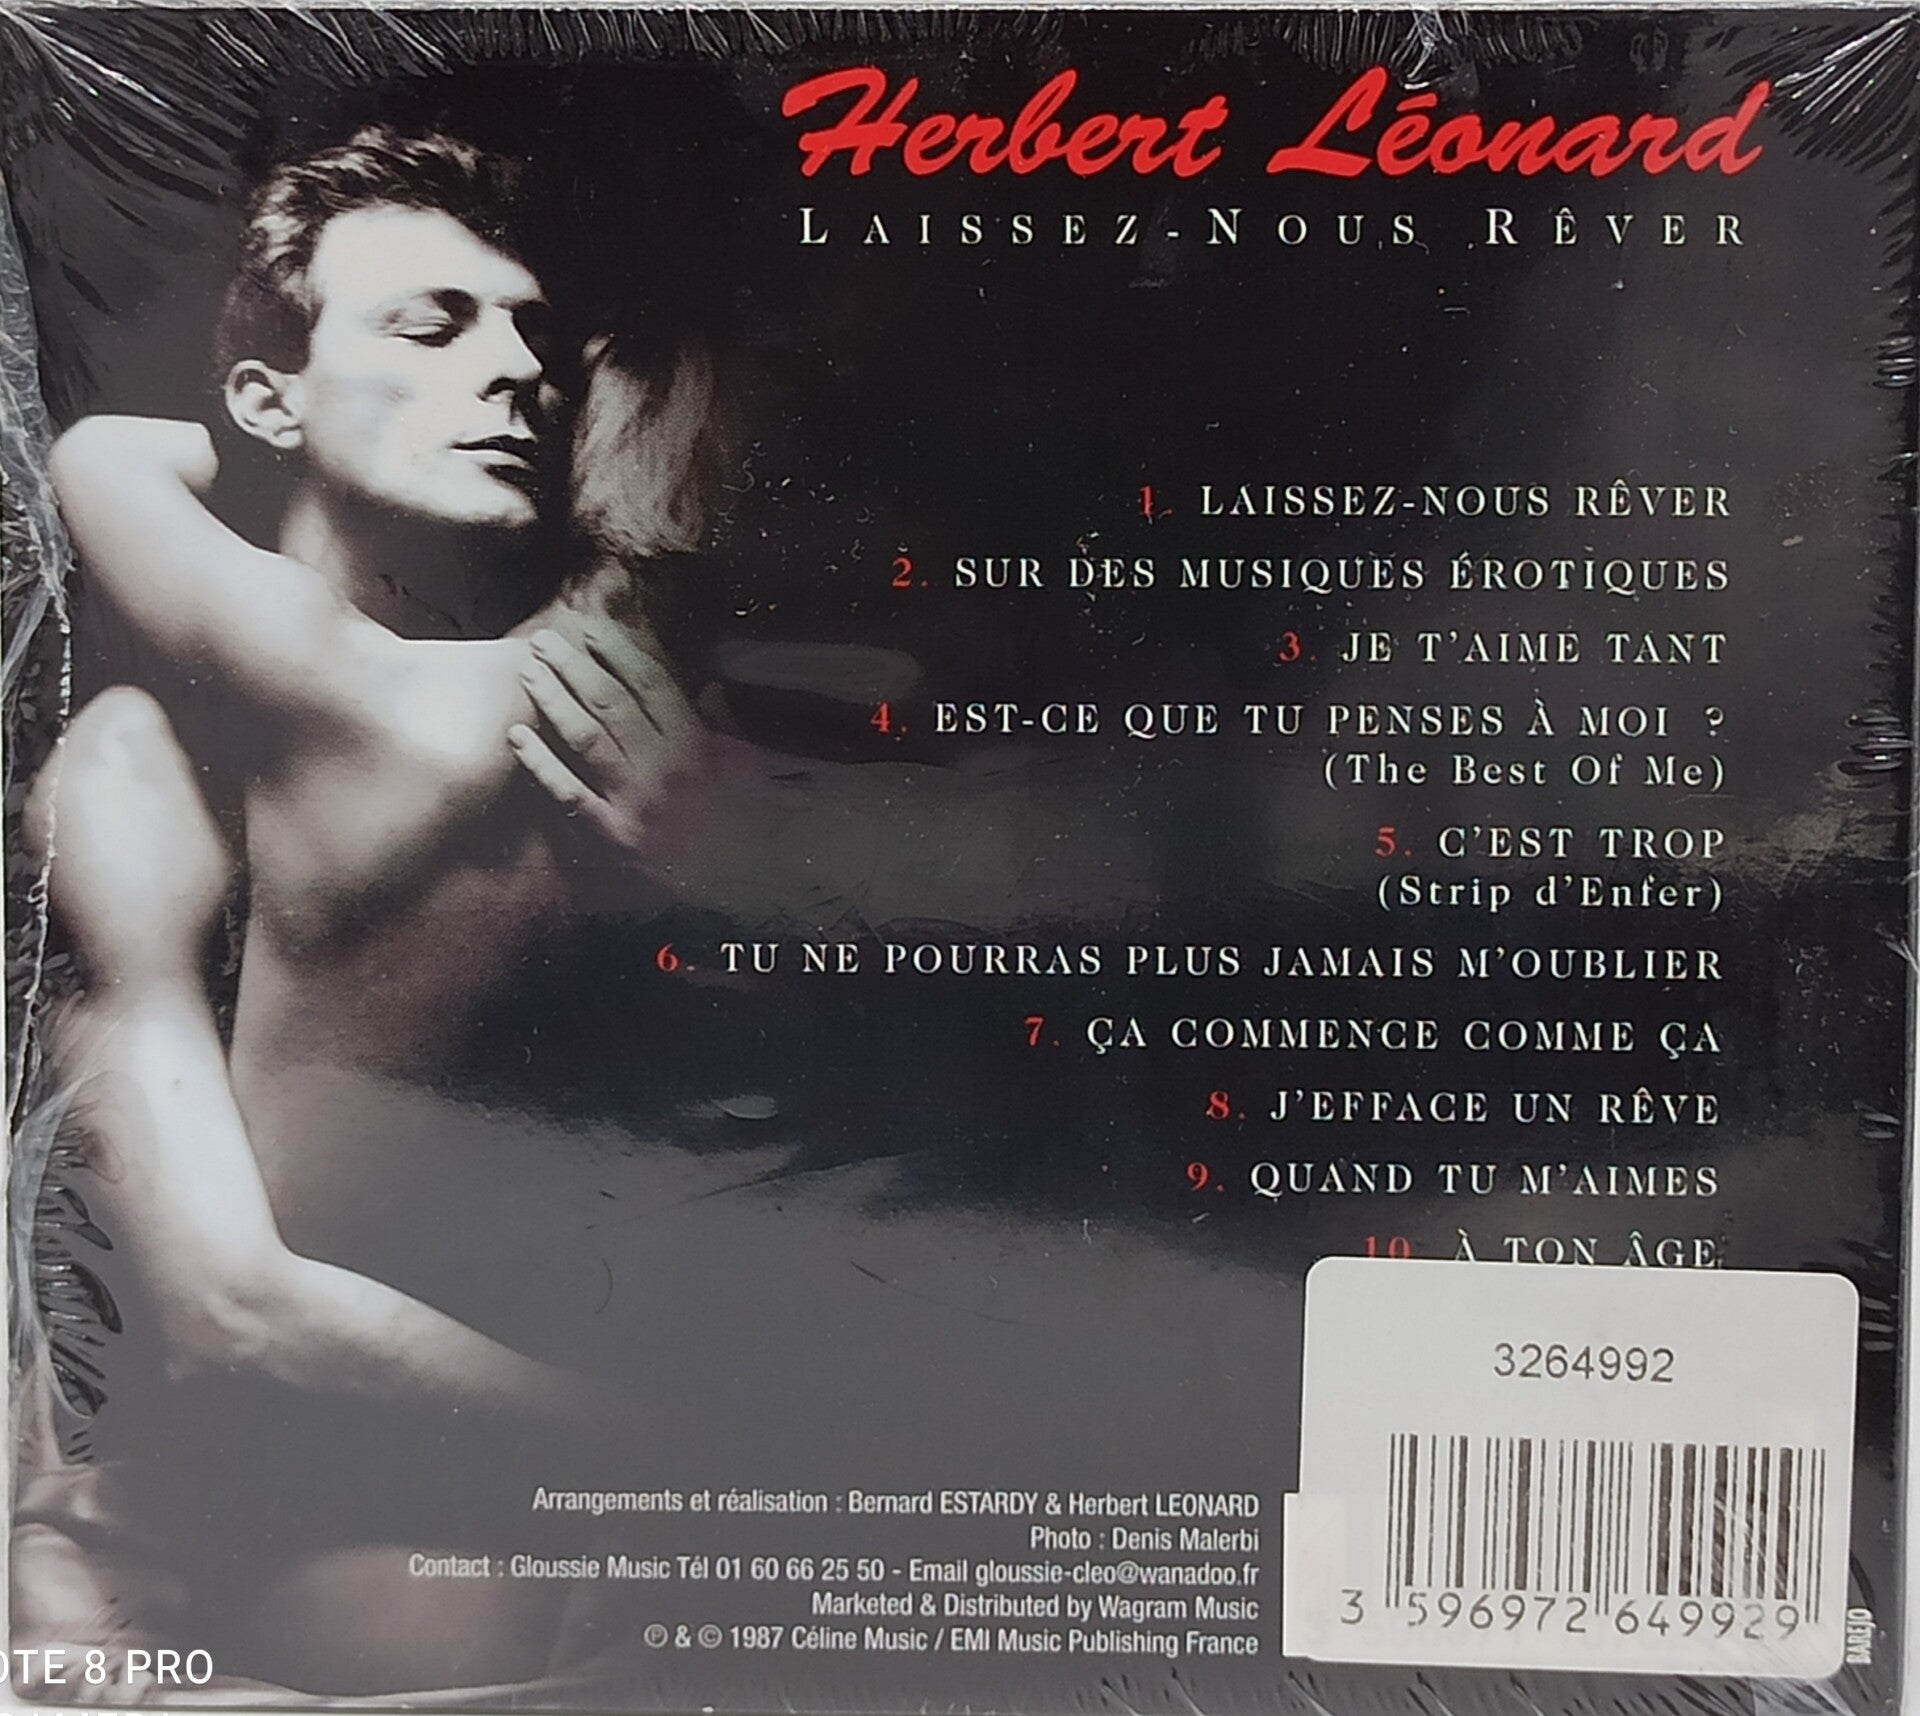 Herbert Léonard
LAISSEZ-NOUS RÊVER
1. LAISSEZ-NOUS RÊVER
2. SUR DES MUSIQUES ÉROTIQUES
3. JE T'AIME TANT
4. EST-CE QUE TU PENSES À MOI ?
(The Best Of Me)
5. C'EST TROP
(Strip d'Enfer)
6. TU NE POURRAS PLUS JAMAIS M'OUBLIER
7. ÇA COMMENCE COMME ÇA
8. J'EFFACE UN RÊVE
9. QUAND TU M'AIMES
10. À TON ÂGE
3264992
3 596972 649929
BAREJO
Arrangements et réalisation : Bernard ESTARDY & Herbert LEONARD
Photo : Denis Malerbi
Contact : Gloussie Music Tél 01 60 66 25 50 - Email gloussie-cleo@wanadoo.fr
Marketed & Distributed by Wagram Music
℗ & © 1987 Céline Music / EMI Music Publishing France
OTE 8 PRO